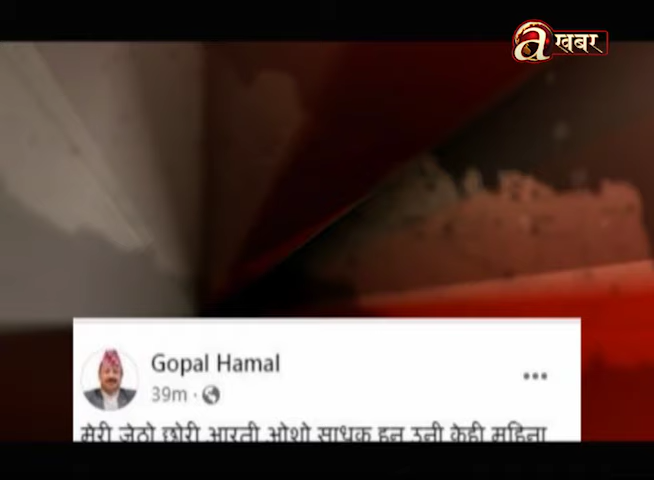 a खबर
Gopal Hamal
39m ·
मेरी जेठो छोरी आरती ओशो साधक हुन उनी केही महिना